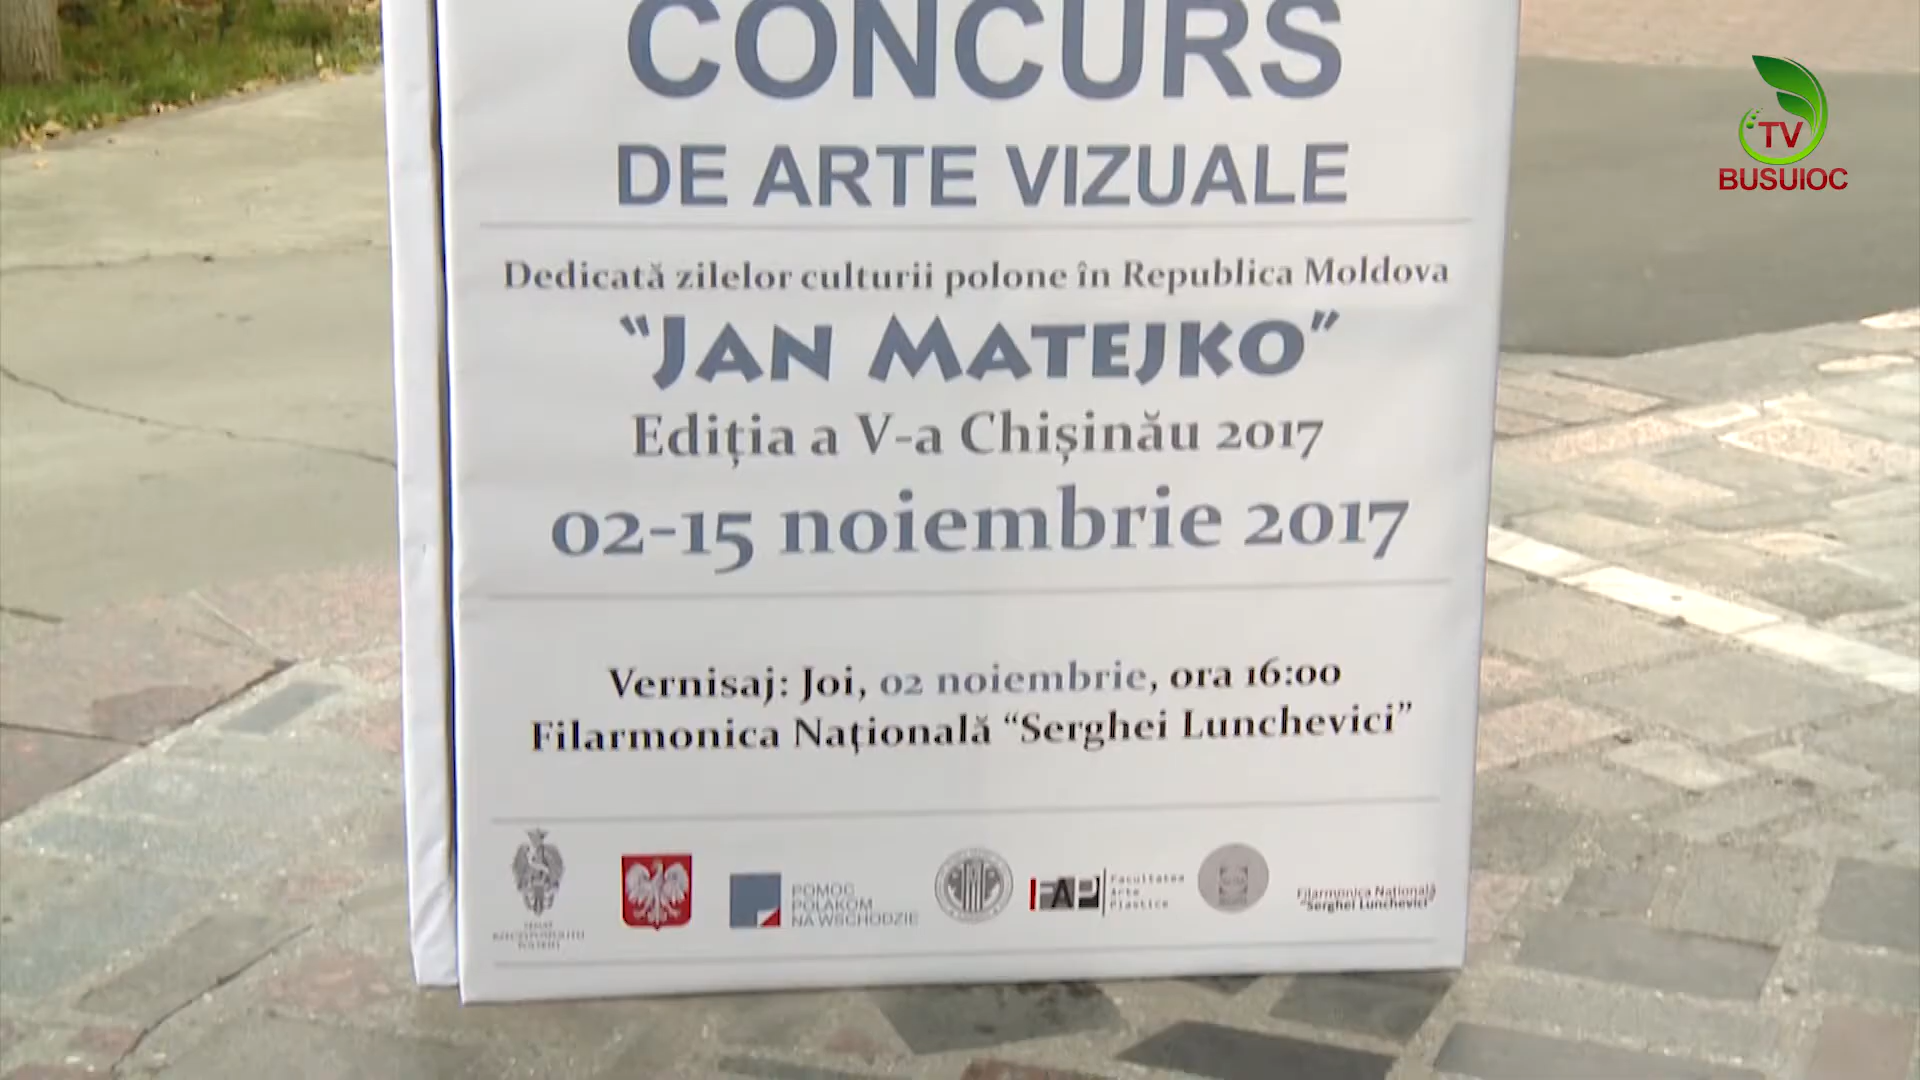 CONCURS
DE ARTE VIZUALE
Dedicată zilelor culturii polone în Republica Moldova
“JAN MATEJKO”
Ediția a V-a Chișinău 2017
02-15 noiembrie 2017
Vernisaj: Joi, 02 noiembrie, ora 16:00
Filarmonica Națională “Serghei Lunchevici”
POMOC
POLAKOM
NA WSCHODZIE
FAP
Facultatea
Arte
Plastice
Filarmonica Națională
“Serghei Lunchevici”
TV
BUSUIOC